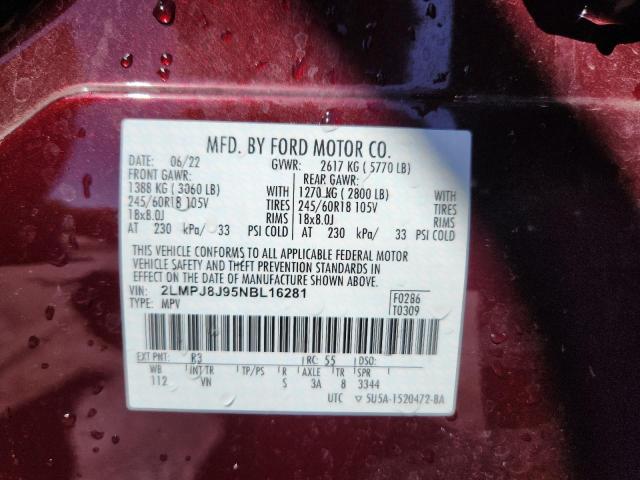 MFD. BY FORD MOTOR CO.
DATE: 06/22 GVWR: 2617 KG ( 5770 LB)
FRONT GAWR: REAR GAWR:
1388 KG ( 3060 LB) WITH 1270 KG ( 2800 LB) WITH
245/60R18 105V TIRES 245/60R18 105V TIRES
18x8.0J RIMS 18x8.0J RIMS
AT 230 kPa/ 33 PSI COLD AT 230 kPa/ 33 PSI COLD
THIS VEHICLE CONFORMS TO ALL APPLICABLE FEDERAL MOTOR
VEHICLE SAFETY AND THEFT PREVENTION STANDARDS IN
EFFECT ON THE DATE OF MANUFACTURE SHOWN ABOVE.
VIN: 2LMPJ8J95NBL16281 F0286
TYPE: MPV T0309
EXT PNT: R3 RC: 55 DSO:
WB INT TR TP/PS R AXLE TR SPR
112 VN S 3A 8 3344
UTC ▽ 5U5A-1520472-BA